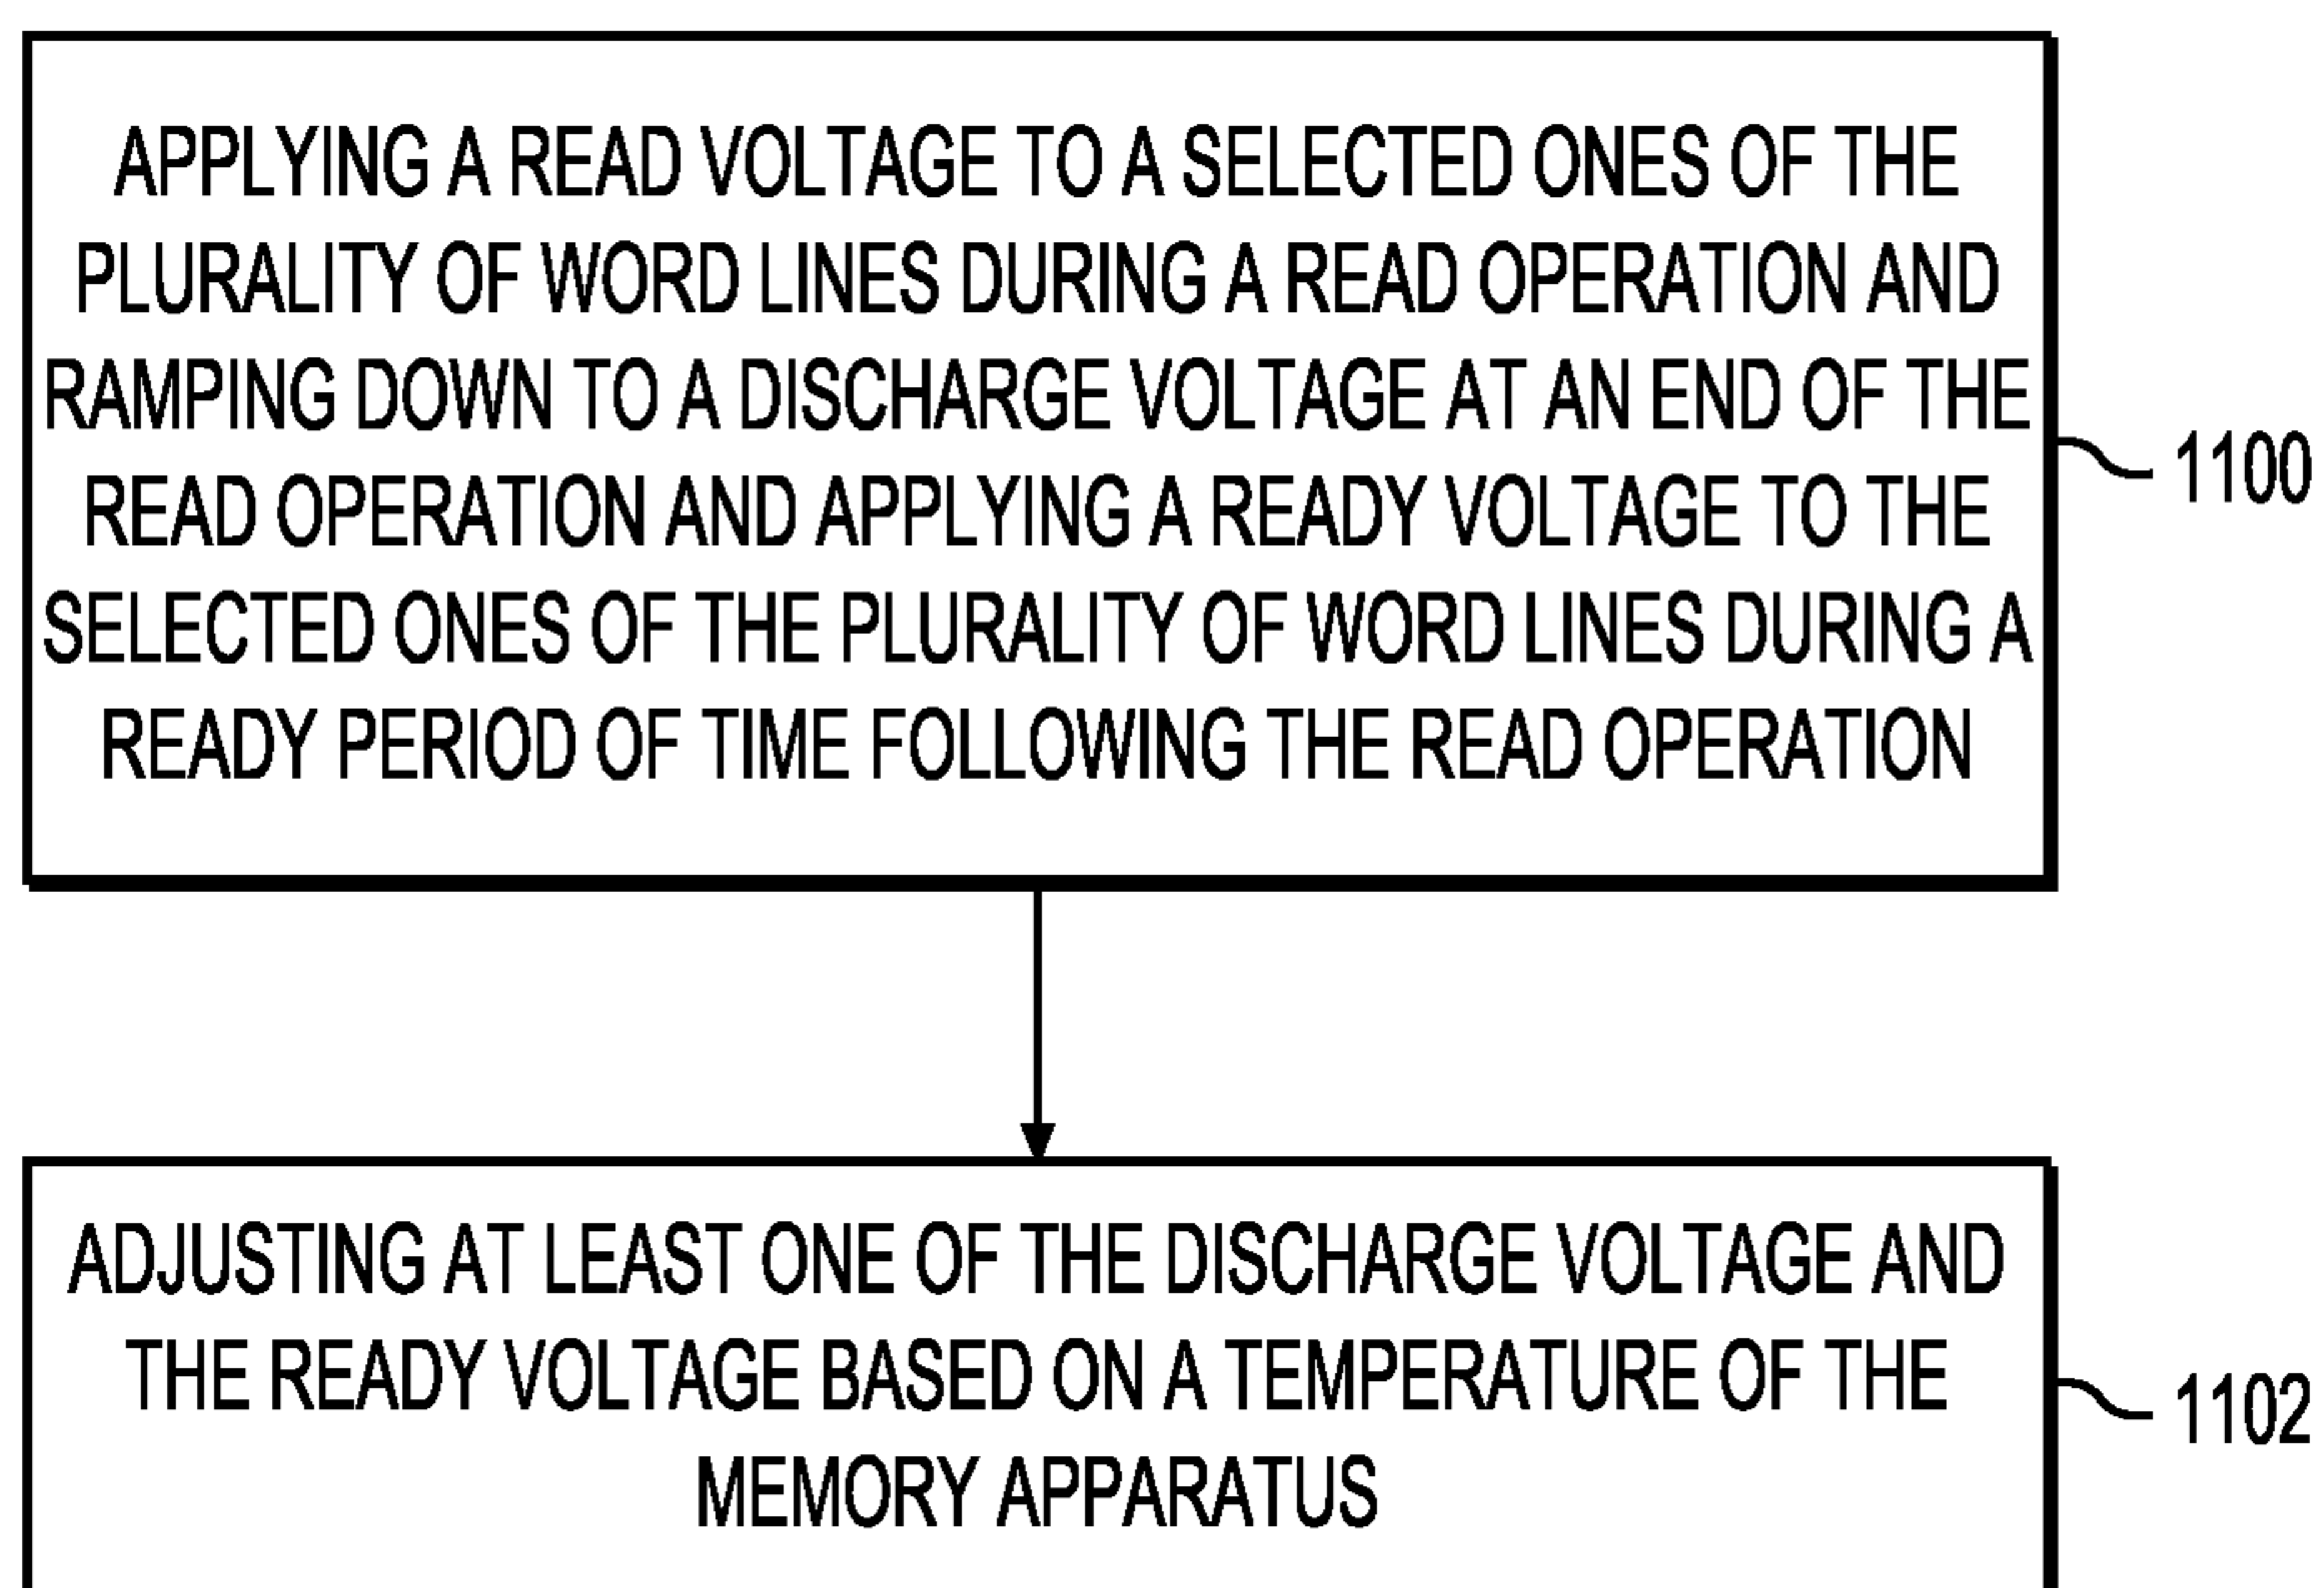 APPLYING A READ VOLTAGE TO A SELECTED ONES OF THE
PLURALITY OF WORD LINES DURING A READ OPERATION AND
RAMPING DOWN TO A DISCHARGE VOLTAGE AT AN END OF THE
READ OPERATION AND APPLYING A READY VOLTAGE TO THE
SELECTED ONES OF THE PLURALITY OF WORD LINES DURING A
READY PERIOD OF TIME FOLLOWING THE READ OPERATION
1100
ADJUSTING AT LEAST ONE OF THE DISCHARGE VOLTAGE AND
THE READY VOLTAGE BASED ON A TEMPERATURE OF THE
MEMORY APPARATUS
1102